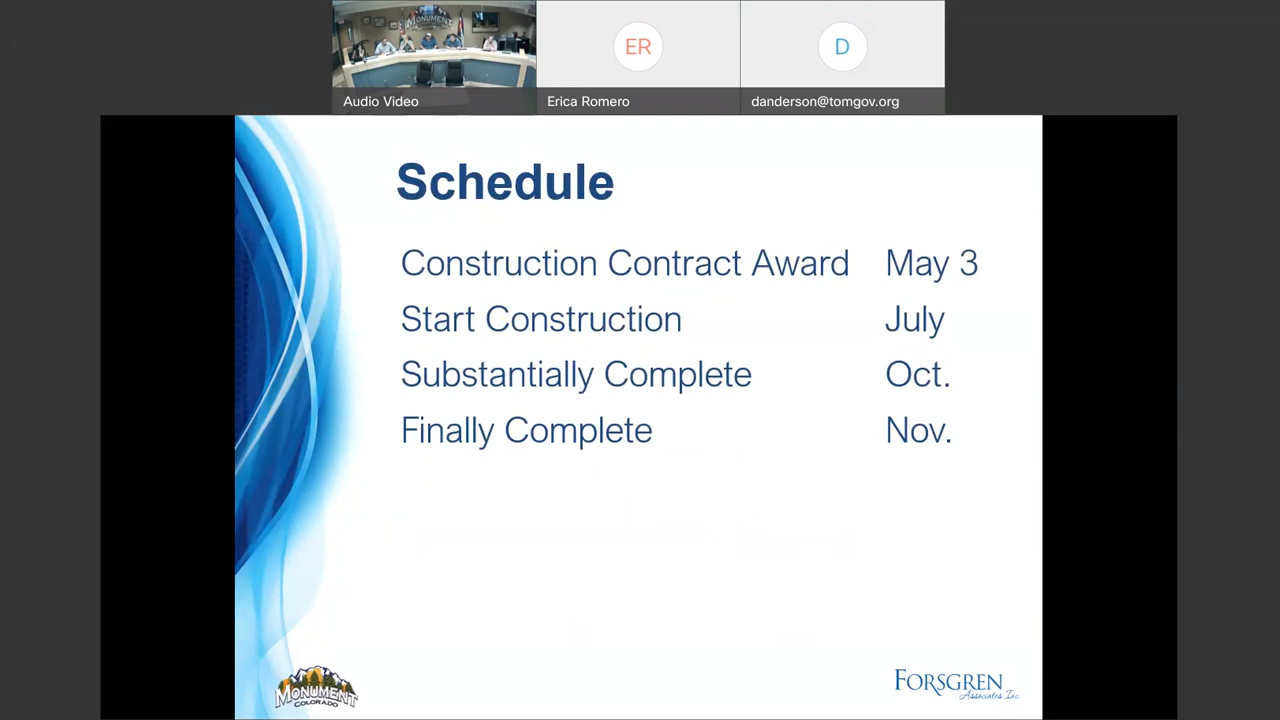 MONUMENT
Audio Video
ER
Erica Romero
D
danderson@tomgov.org
Schedule
Construction Contract Award May 3
Start Construction July
Substantially Complete Oct.
Finally Complete Nov.
MONUMENT
COLORADO
FORSGREN
Associates Inc.